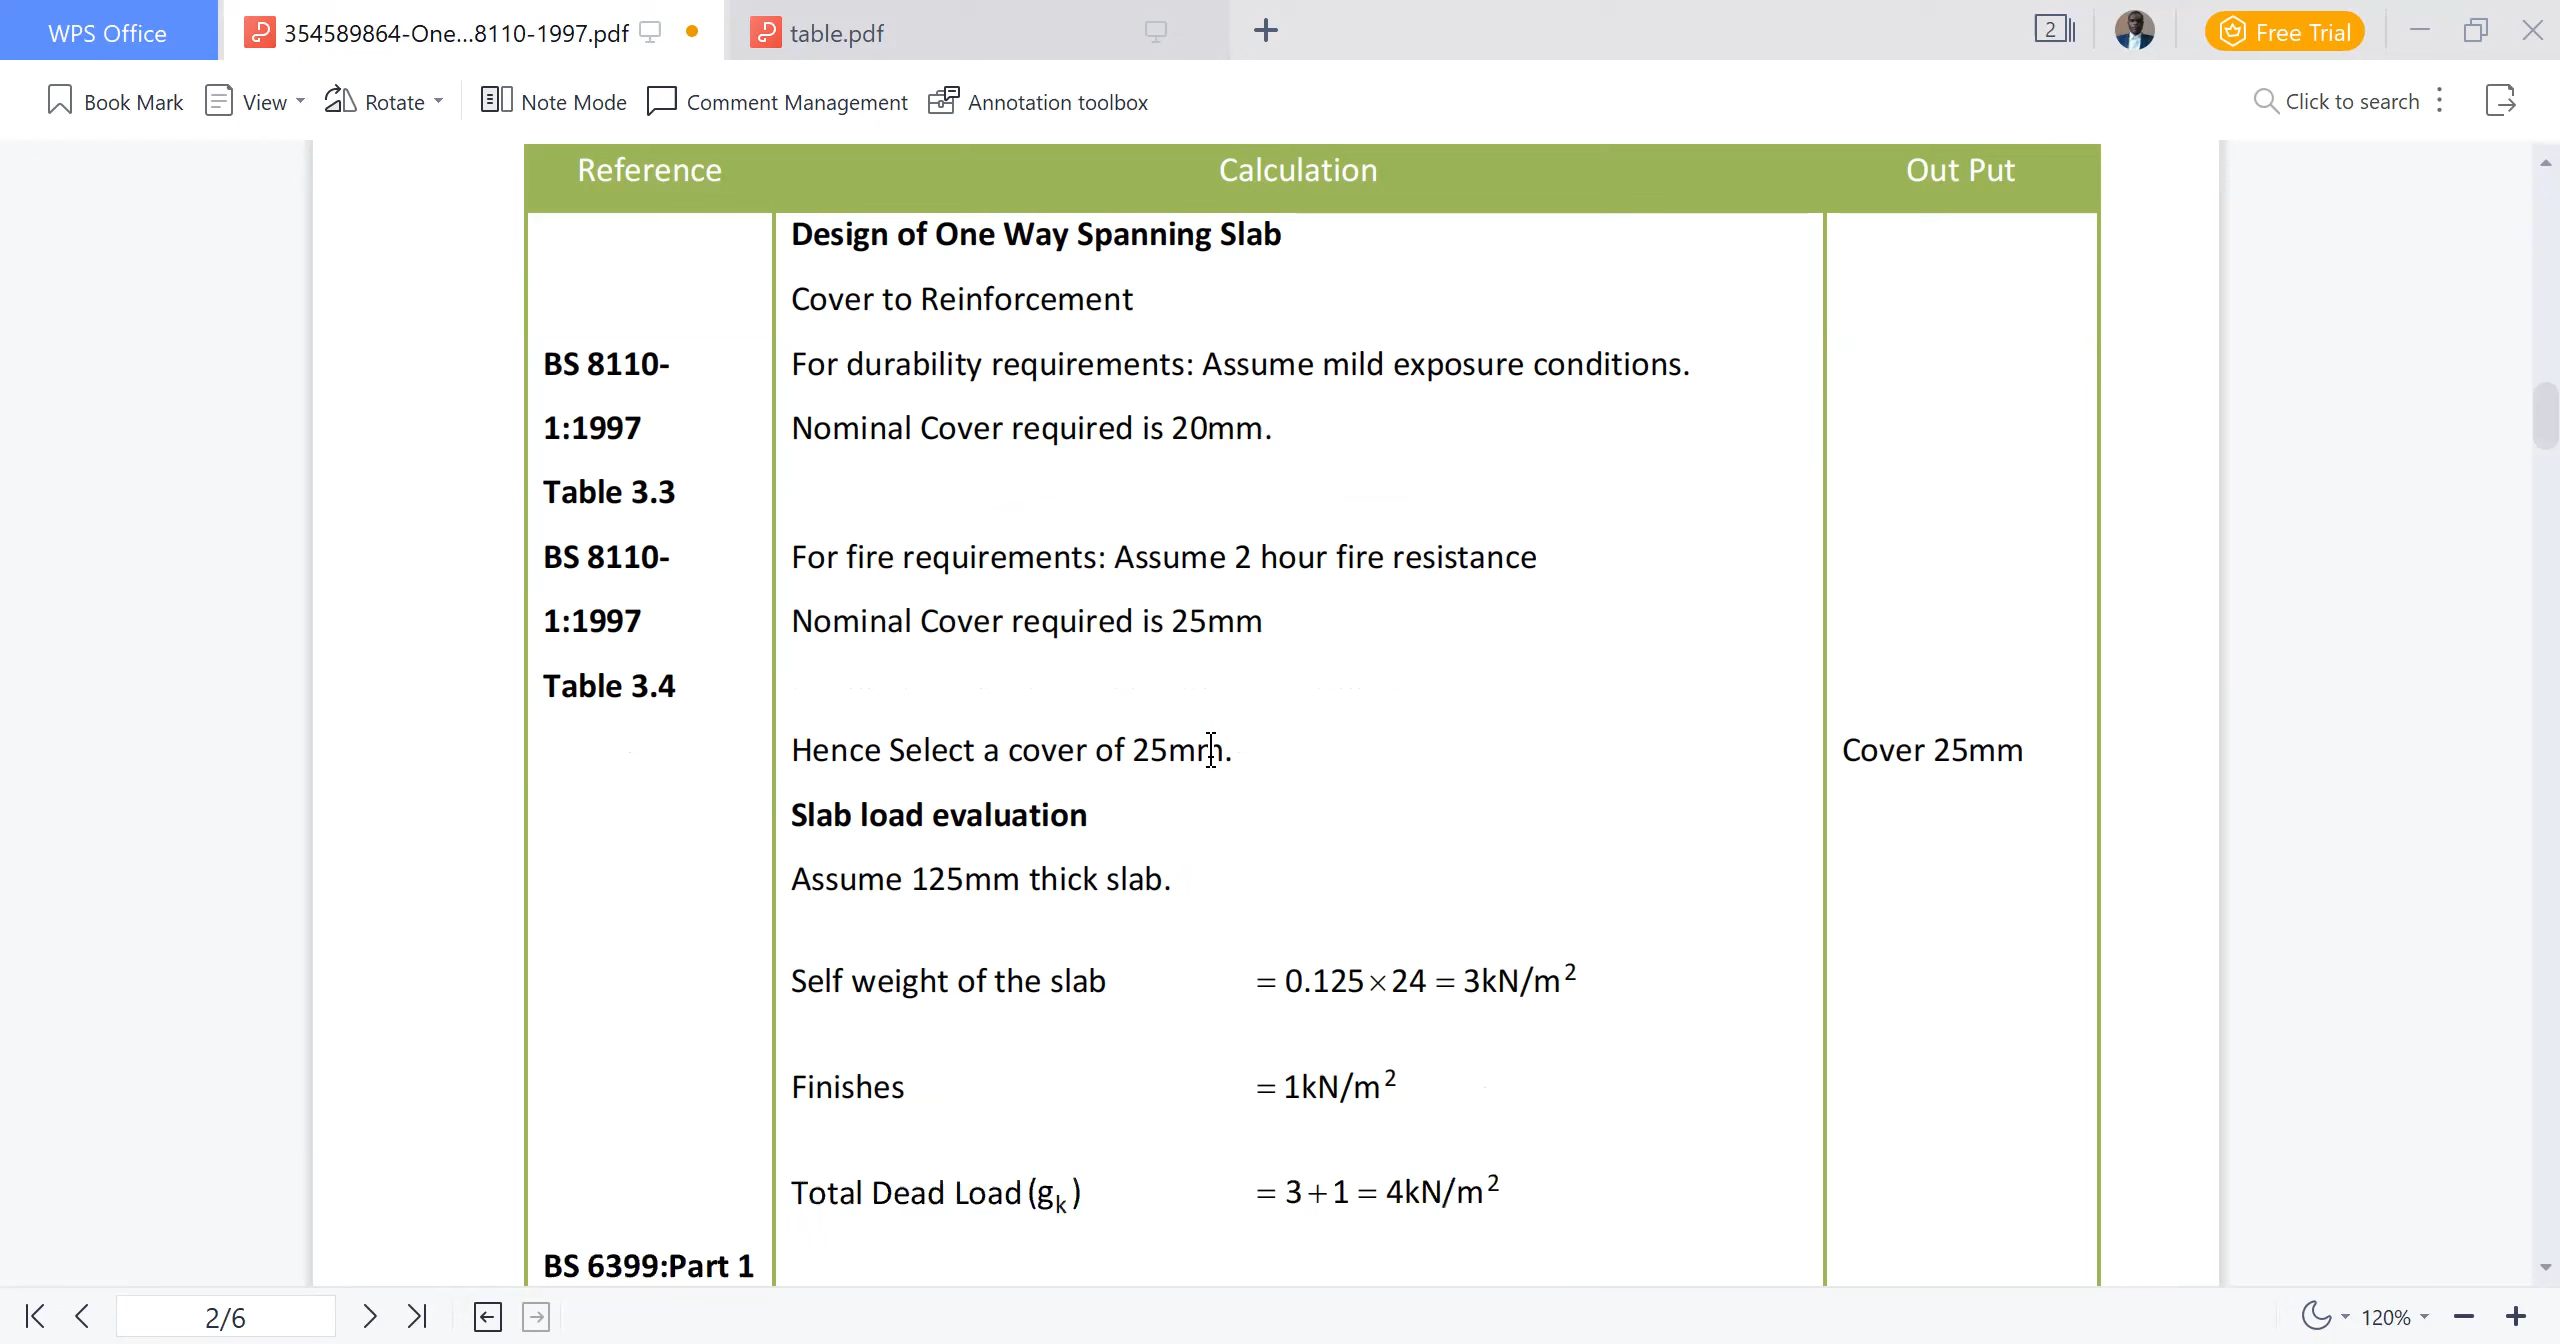 WPS Office
354589864-One...8110-1997.pdf
table.pdf
2
Free Trial
Book Mark
View
Rotate
Note Mode
Comment Management
Annotation toolbox
Click to search
Reference Calculation Out Put
Design of One Way Spanning Slab
Cover to Reinforcement
BS 8110- For durability requirements: Assume mild exposure conditions.
1:1997 Nominal Cover required is 20mm.
Table 3.3
BS 8110- For fire requirements: Assume 2 hour fire resistance
1:1997 Nominal Cover required is 25mm
Table 3.4
Hence Select a cover of 25mm. Cover 25mm
Slab load evaluation
Assume 125mm thick slab.
Self weight of the slab = 0.125×24 = 3kN/m²
Finishes = 1kN/m²
Total Dead Load (gₖ) = 3+1 = 4kN/m²
BS 6399:Part 1
2/6
120%